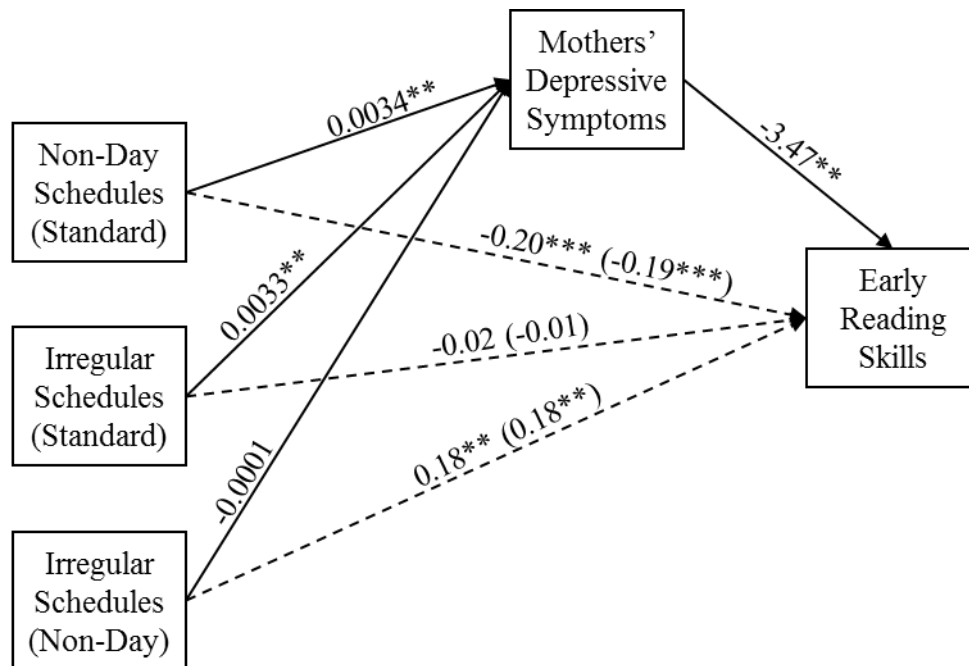 Mothers’
Depressive
Symptoms
0.0034**
-3.47**
Non-Day
Schedules
(Standard)
-0.20*** (-0.19***)
0.0033**
Early
Reading
Skills
Irregular
Schedules
(Standard)
-0.02 (-0.01)
-0.0001
0.18** (0.18**)
Irregular
Schedules
(Non-Day)